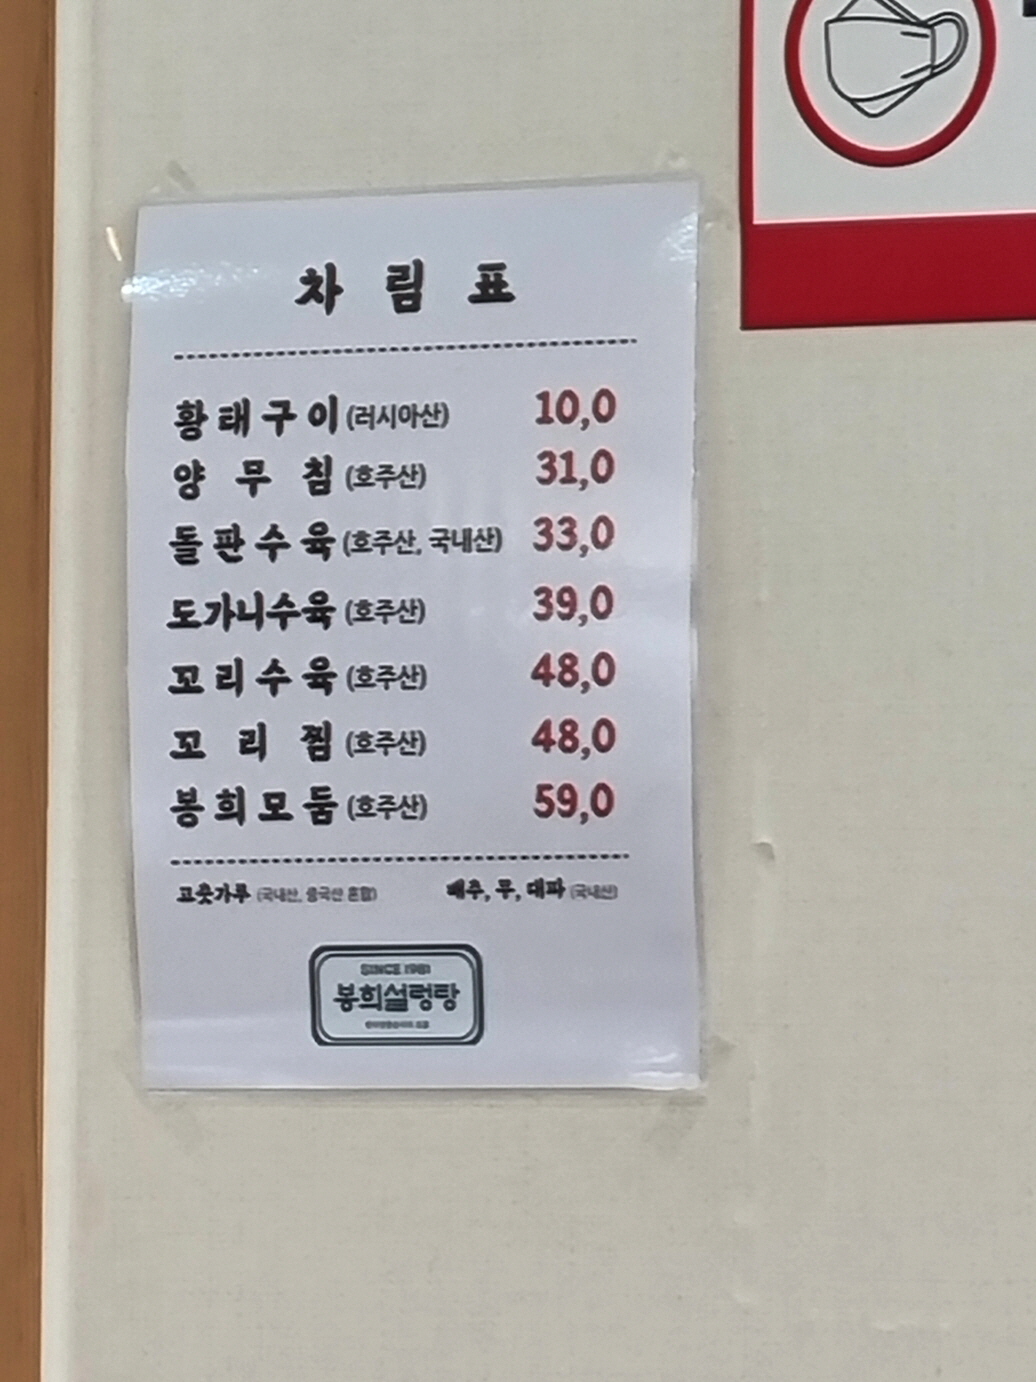 차림표
황태구이 (러시아산) 10,0
양무침 (호주산) 31,0
돌판수육 (호주산, 국내산) 33,0
도가니수육 (호주산) 39,0
꼬리수육 (호주산) 48,0
꼬리찜 (호주산) 48,0
봉희모둠 (호주산) 59,0
고춧가루 (국내산, 중국산 혼합) 배추, 무, 대파 (국내산)
SINCE 1981
봉희설렁탕